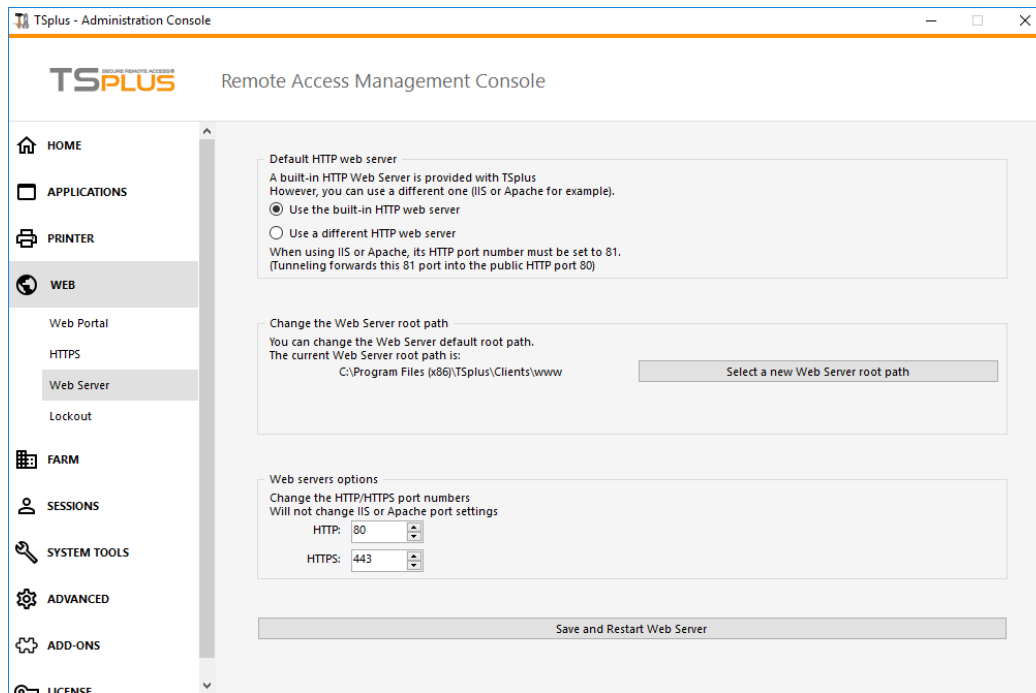 TSplus - Administration Console
SECURE REMOTE ACCESS®
TSPLUS
Remote Access Management Console
HOME
APPLICATIONS
PRINTER
WEB
Web Portal
HTTPS
Web Server
Lockout
FARM
SESSIONS
SYSTEM TOOLS
ADVANCED
ADD-ONS
LICENSE
Default HTTP web server
A built-in HTTP Web Server is provided with TSplus
However, you can use a different one (IIS or Apache for example).
Use the built-in HTTP web server
Use a different HTTP web server
When using IIS or Apache, its HTTP port number must be set to 81.
(Tunneling forwards this 81 port into the public HTTP port 80)
Change the Web Server root path
You can change the Web Server default root path.
The current Web Server root path is:
C:\Program Files (x86)\TSplus\Clients\www
Select a new Web Server root path
Web servers options
Change the HTTP/HTTPS port numbers
Will not change IIS or Apache port settings
HTTP: 80
HTTPS: 443
Save and Restart Web Server